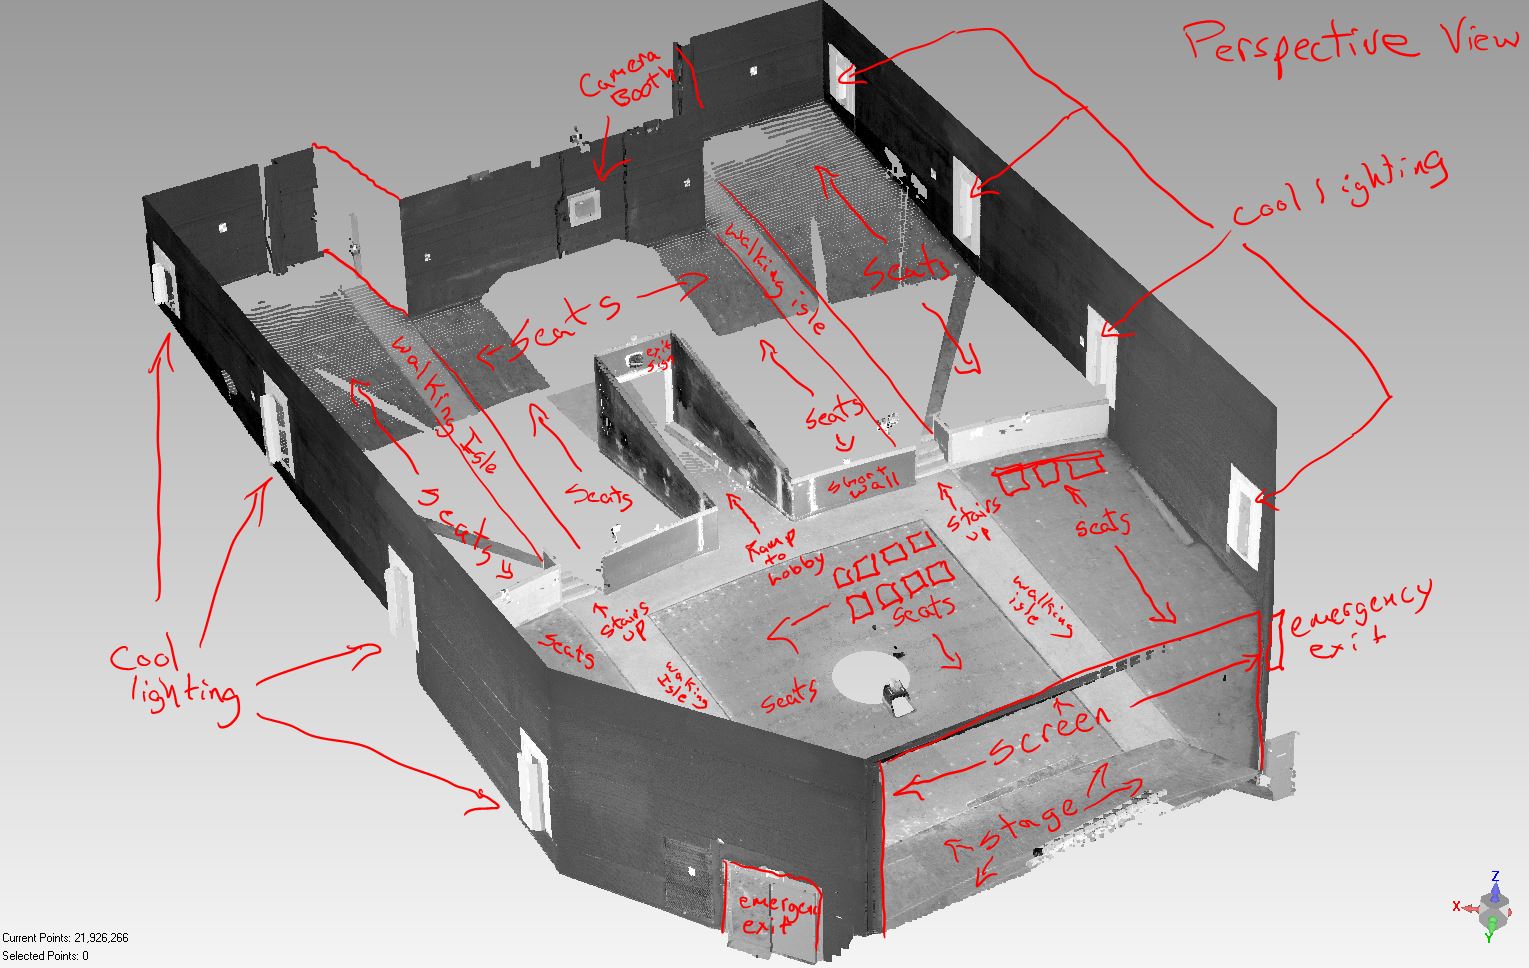 Perspective View
Camera
Booth
Cool lighting
walking isle
Seats
Seats
walking Isle
exit
sign
Seats
Seats
Seats
short
wall
Seats
stairs
up
Seats
Ramp
to
Lobby
walking
isle
Seats
stairs
up
Seats
waking
Isle
Seats
emergency
exit
Cool
lighting
Screen
Stage
emergency
exit
Current Points: 21,926,266
Selected Points: 0
Z
X
Y